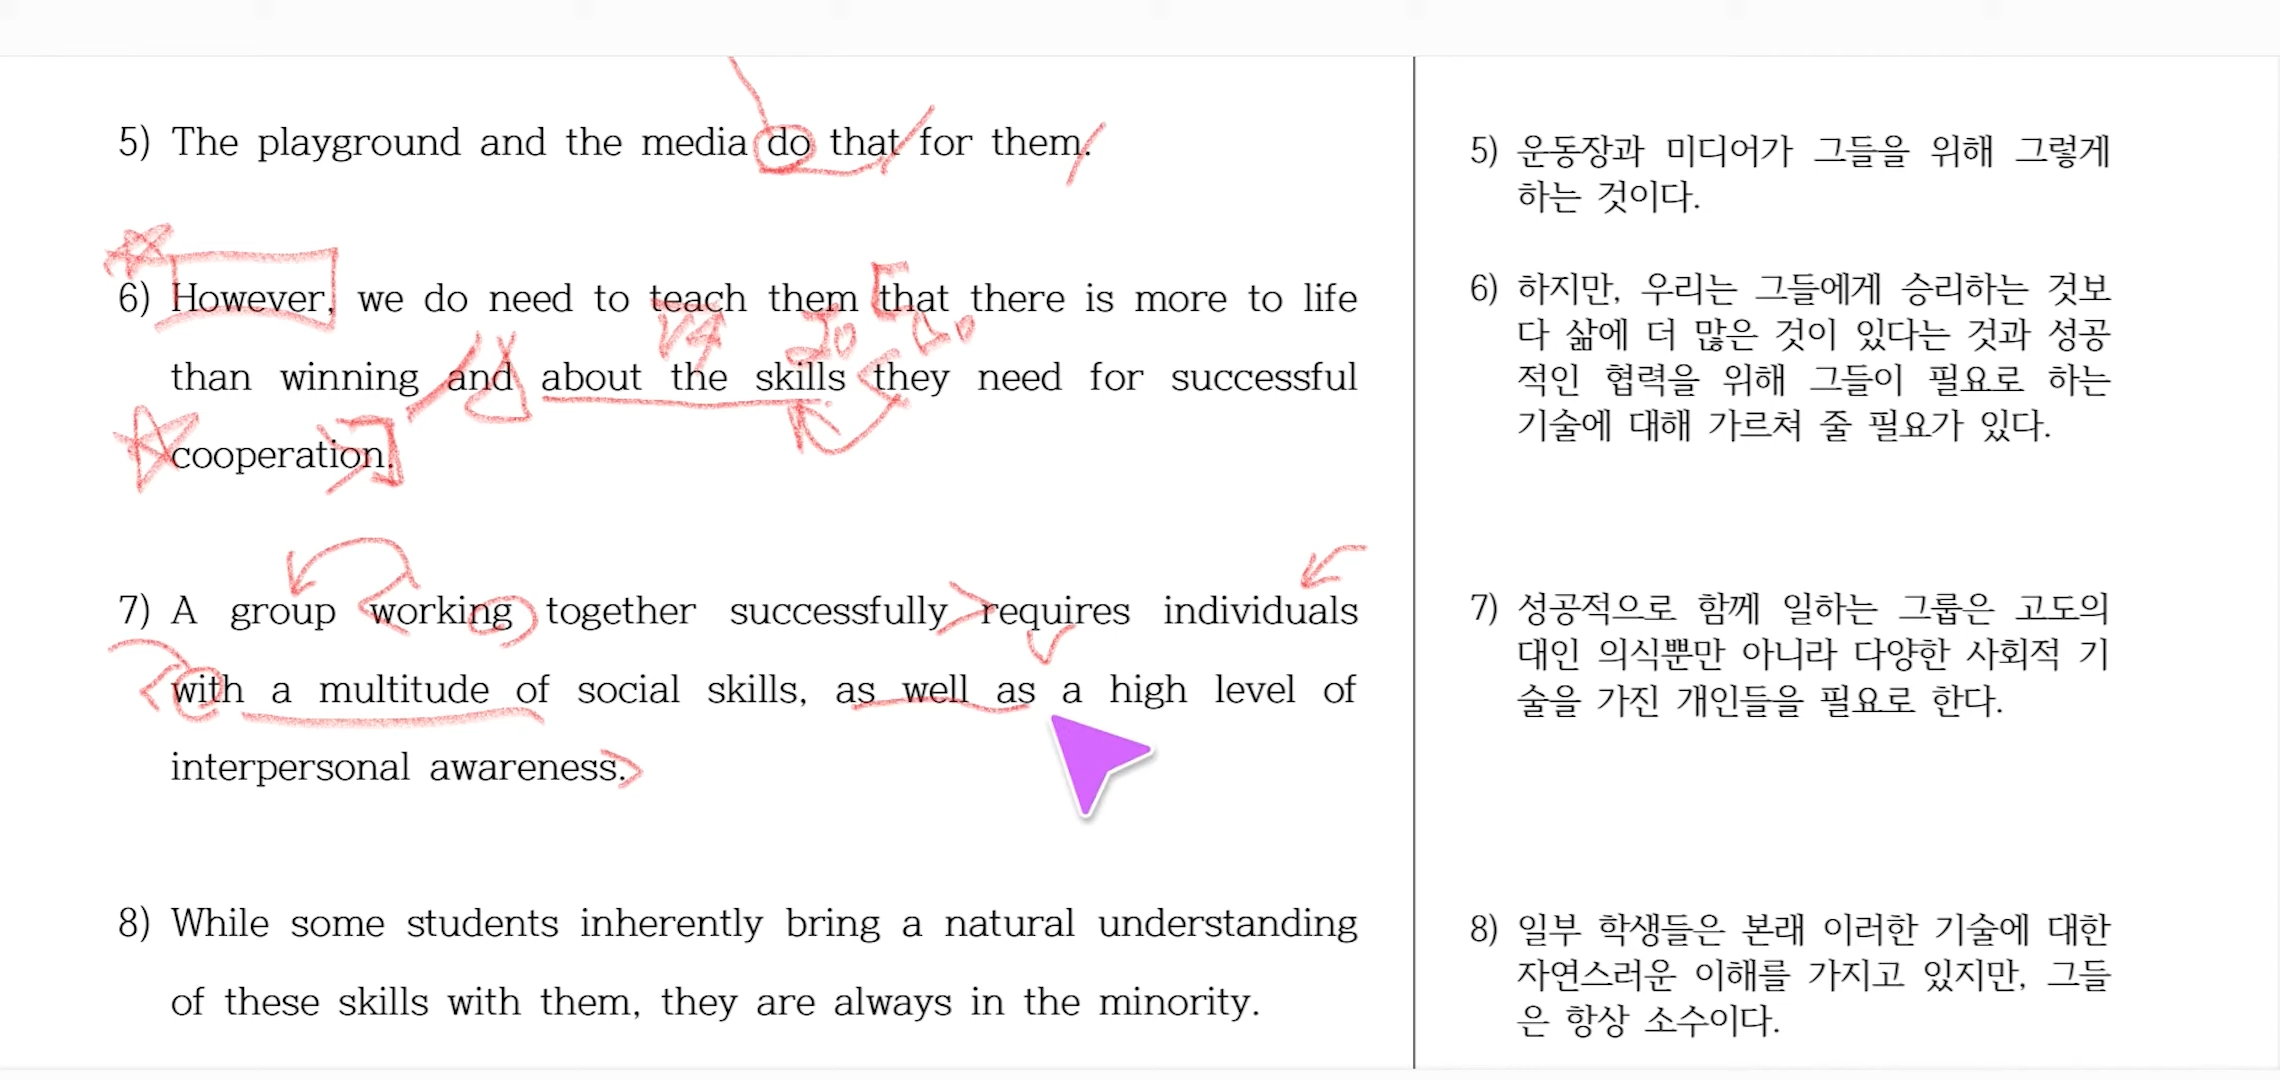 5) The playground and the media do that for them.
6) However, we do need to teach them that there is more to life
than winning and about the skills they need for successful
cooperation.
7) A group working together successfully requires individuals
with a multitude of social skills, as well as a high level of
interpersonal awareness.
8) While some students inherently bring a natural understanding
of these skills with them, they are always in the minority.
5) 운동장과 미디어가 그들을 위해 그렇게
하는 것이다.
6) 하지만, 우리는 그들에게 승리하는 것보
다 삶에 더 많은 것이 있다는 것과 성공
적인 협력을 위해 그들이 필요로 하는
기술에 대해 가르쳐 줄 필요가 있다.
7) 성공적으로 함께 일하는 그룹은 고도의
대인 의식뿐만 아니라 다양한 사회적 기
술을 가진 개인들을 필요로 한다.
8) 일부 학생들은 본래 이러한 기술에 대한
자연스러운 이해를 가지고 있지만, 그들
은 항상 소수이다.